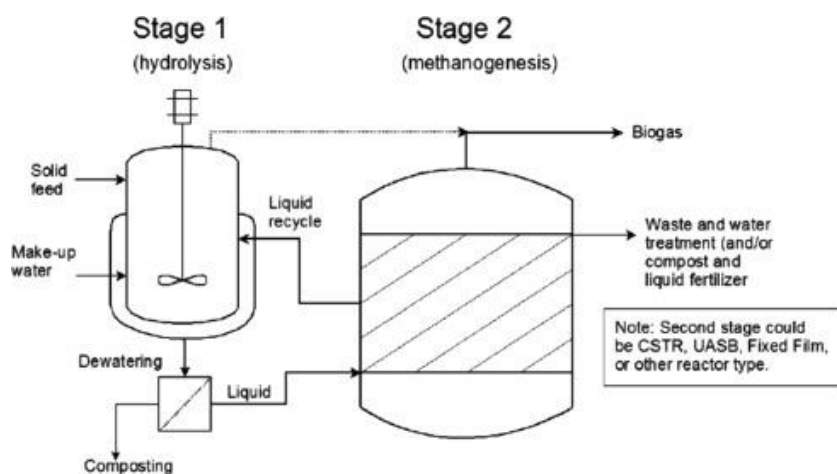 Stage 1
(hydrolysis)
Stage 2
(methanogenesis)
Biogas
Solid
feed
Liquid
recycle
Make-up
water
Waste and water
treatment (and/or
compost and
liquid fertilizer
Note: Second stage could
be CSTR, UASB, Fixed Film,
or other reactor type.
Dewatering
Liquid
Composting